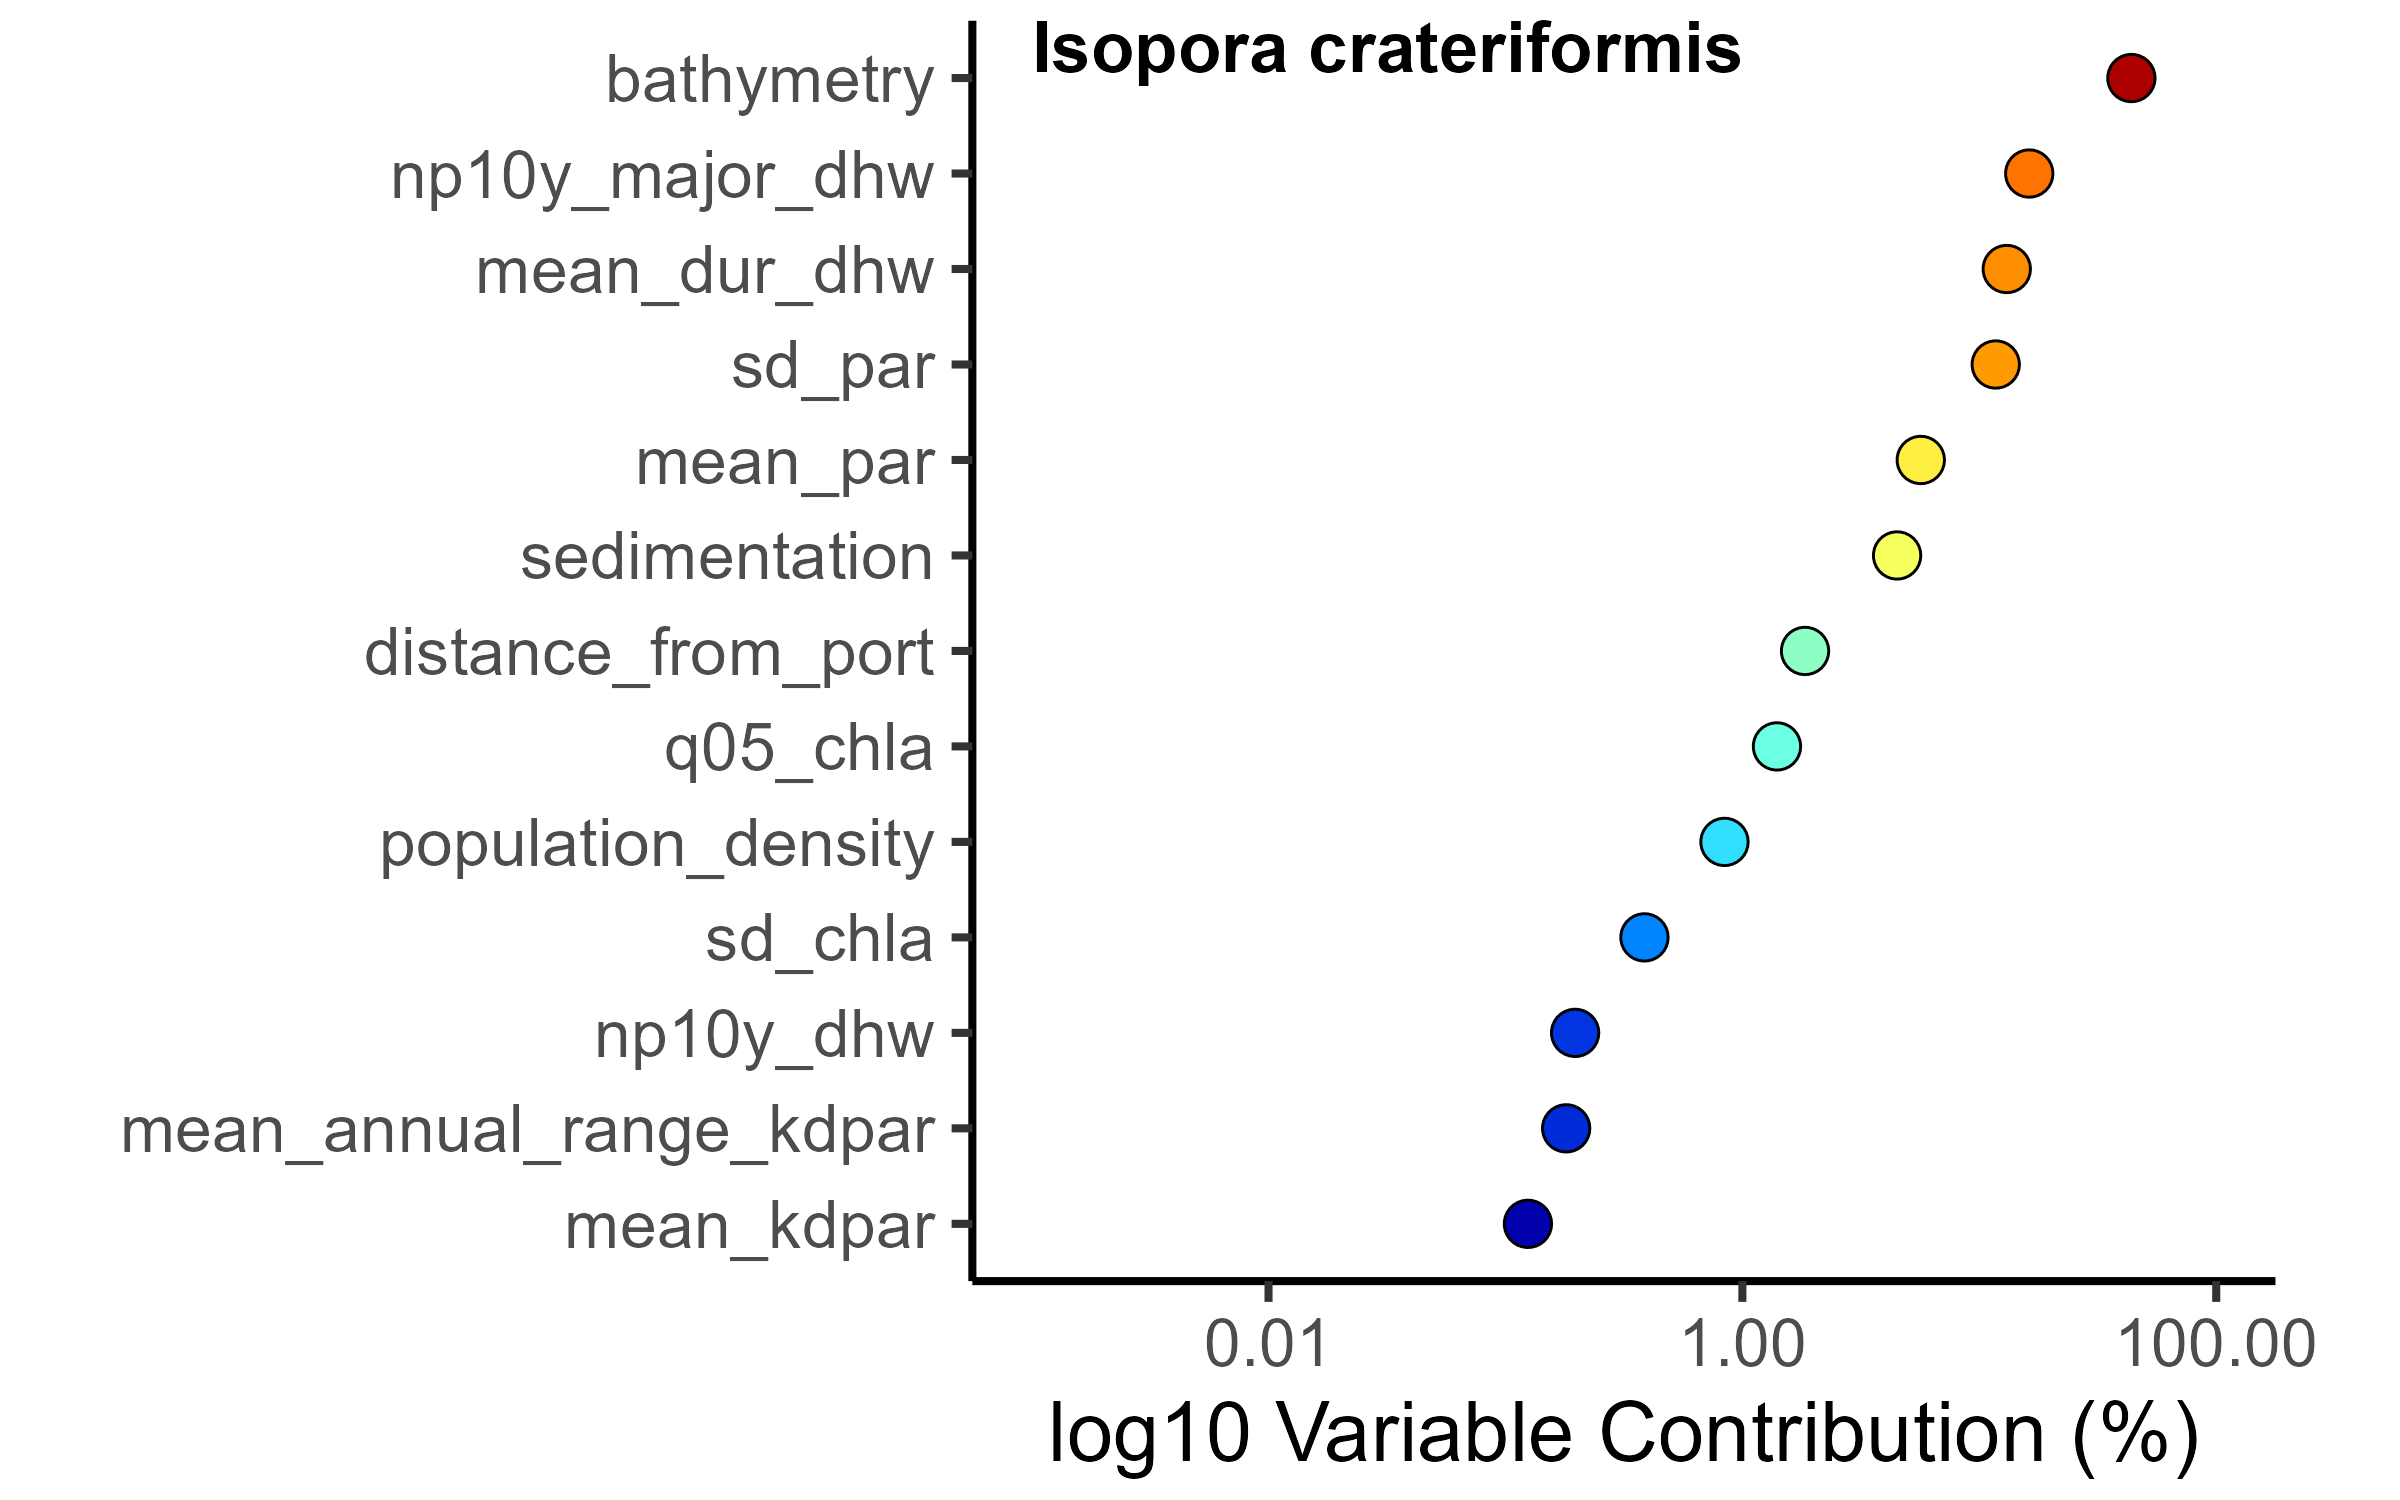 Isopora crateriformis
bathymetry
np10y_major_dhw
mean_dur_dhw
sd_par
mean_par
sedimentation
distance_from_port
q05_chla
population_density
sd_chla
np10y_dhw
mean_annual_range_kdpar
mean_kdpar
0.01 1.00 100.00
log10 Variable Contribution (%)